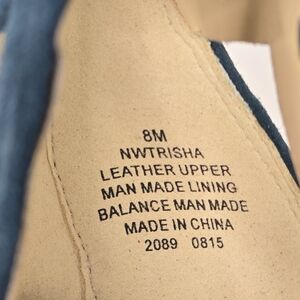 8M
NWTRISHA
LEATHER UPPER
MAN MADE LINING
BALANCE MAN MADE
MADE IN CHINA
2089 0815